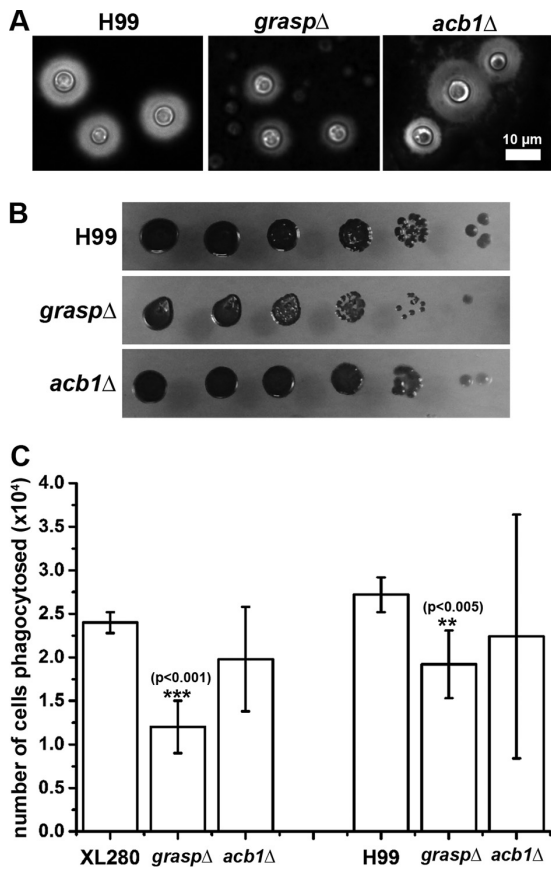 A
H99 graspΔ acb1Δ
10 µm
B
H99
graspΔ
acb1Δ
C
number of cells phagocytosed (x10⁴)
4.0
3.5
3.0
2.5
2.0
1.5
1.0
0.5
0.0
(p<0.001)
***
(p<0.005)
**
XL280 graspΔ acb1Δ H99 graspΔ acb1Δ